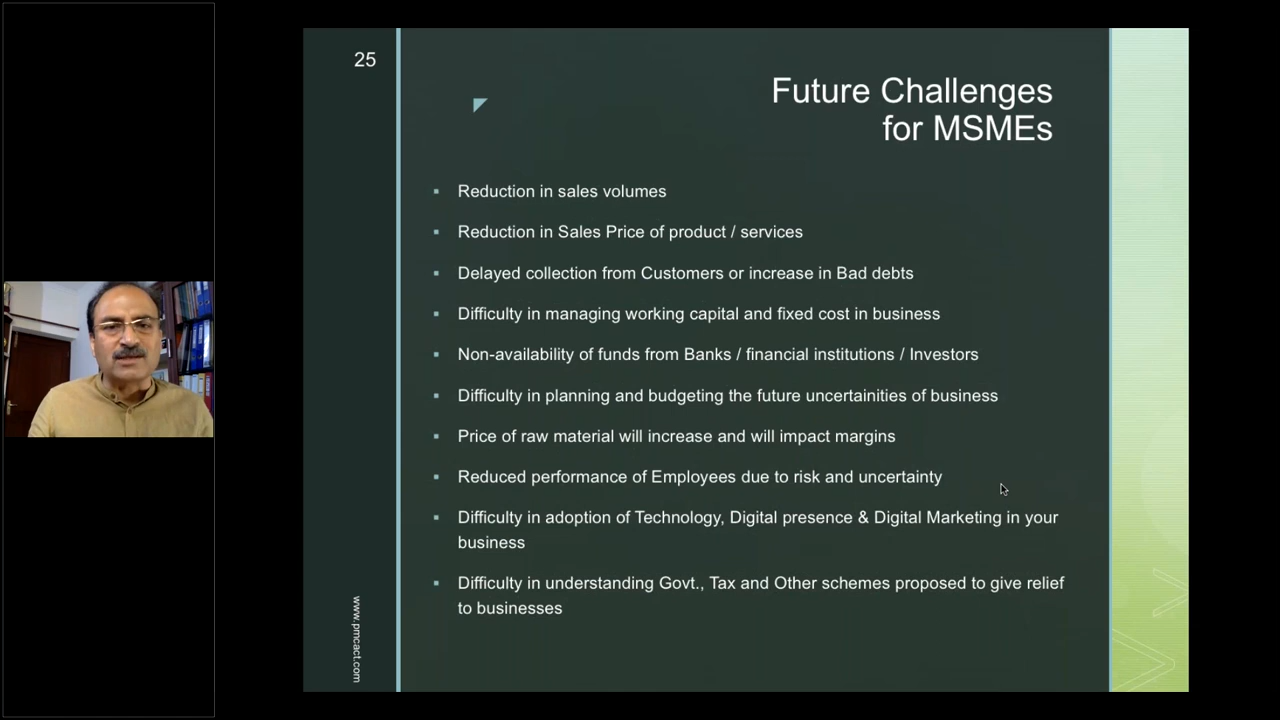 25
Future Challenges
for MSMEs
▪ Reduction in sales volumes
▪ Reduction in Sales Price of product / services
▪ Delayed collection from Customers or increase in Bad debts
▪ Difficulty in managing working capital and fixed cost in business
▪ Non-availability of funds from Banks / financial institutions / Investors
▪ Difficulty in planning and budgeting the future uncertainities of business
▪ Price of raw material will increase and will impact margins
▪ Reduced performance of Employees due to risk and uncertainty
▪ Difficulty in adoption of Technology, Digital presence & Digital Marketing in your
business
▪ Difficulty in understanding Govt., Tax and Other schemes proposed to give relief
to businesses
www.pmcact.com